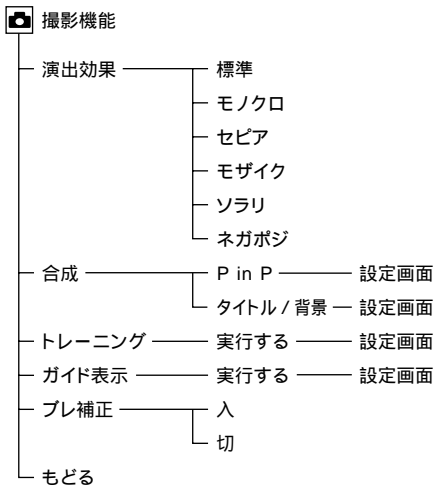 撮影機能
演出効果 標準
モノクロ
セピア
モザイク
ソラリ
ネガポジ
合成 P in P 設定画面
タイトル / 背景 設定画面
トレーニング 実行する 設定画面
ガイド表示 実行する 設定画面
ブレ補正 入
切
もどる